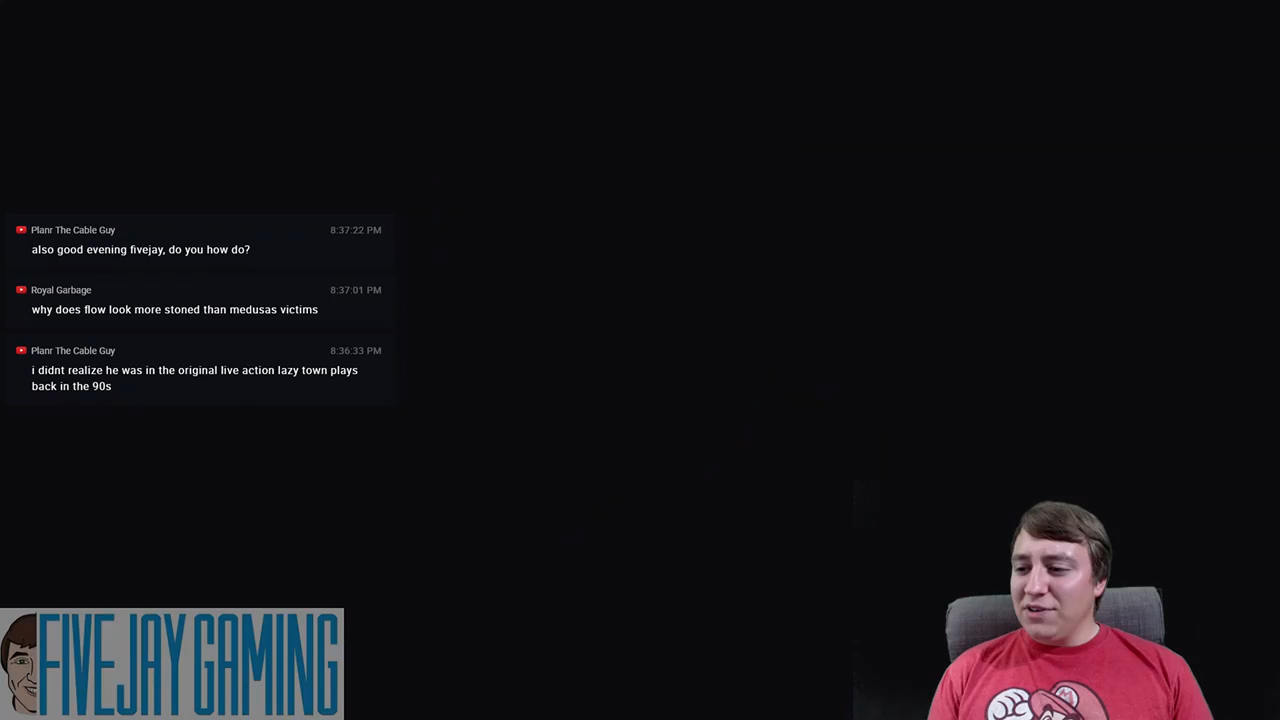 Planr The Cable Guy 8:37:22 PM
also good evening fivejay, do you how do?
Royal Garbage 8:37:01 PM
why does flow look more stoned than medusas victims
Planr The Cable Guy 8:36:33 PM
i didnt realize he was in the original live action lazy town plays
back in the 90s
FIVEJAY GAMING
M